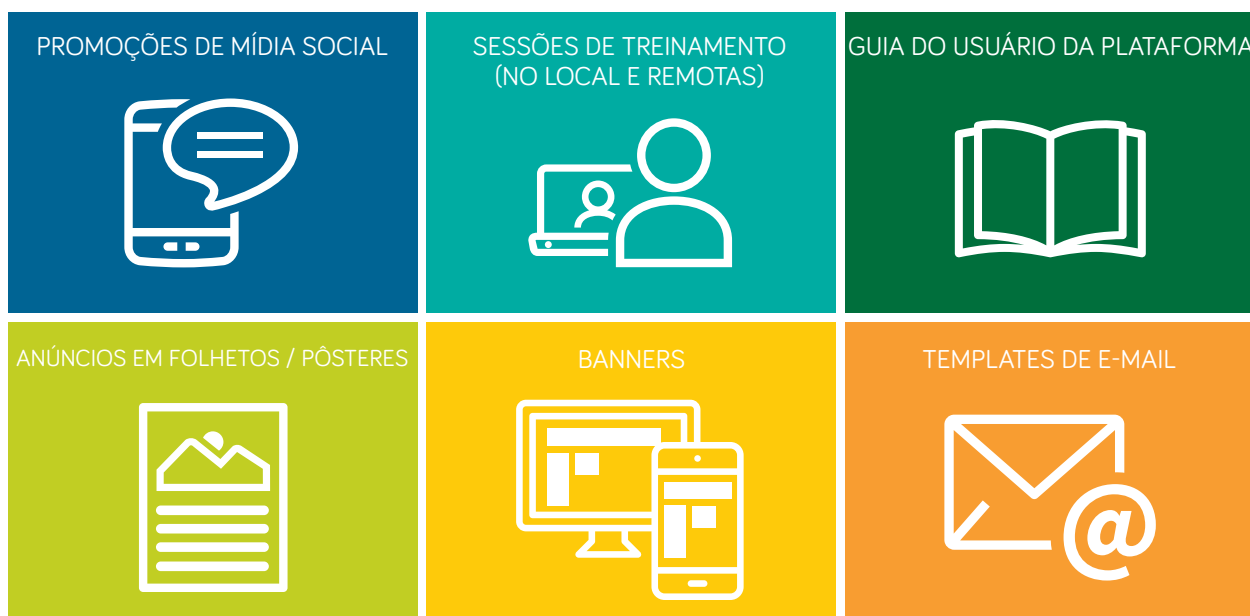 PROMOÇÕES DE MÍDIA SOCIAL
SESSÕES DE TREINAMENTO
(NO LOCAL E REMOTAS)
GUIA DO USUÁRIO DA PLATAFORMA
ANÚNCIOS EM FOLHETOS / PÔSTERES
BANNERS
TEMPLATES DE E-MAIL
@